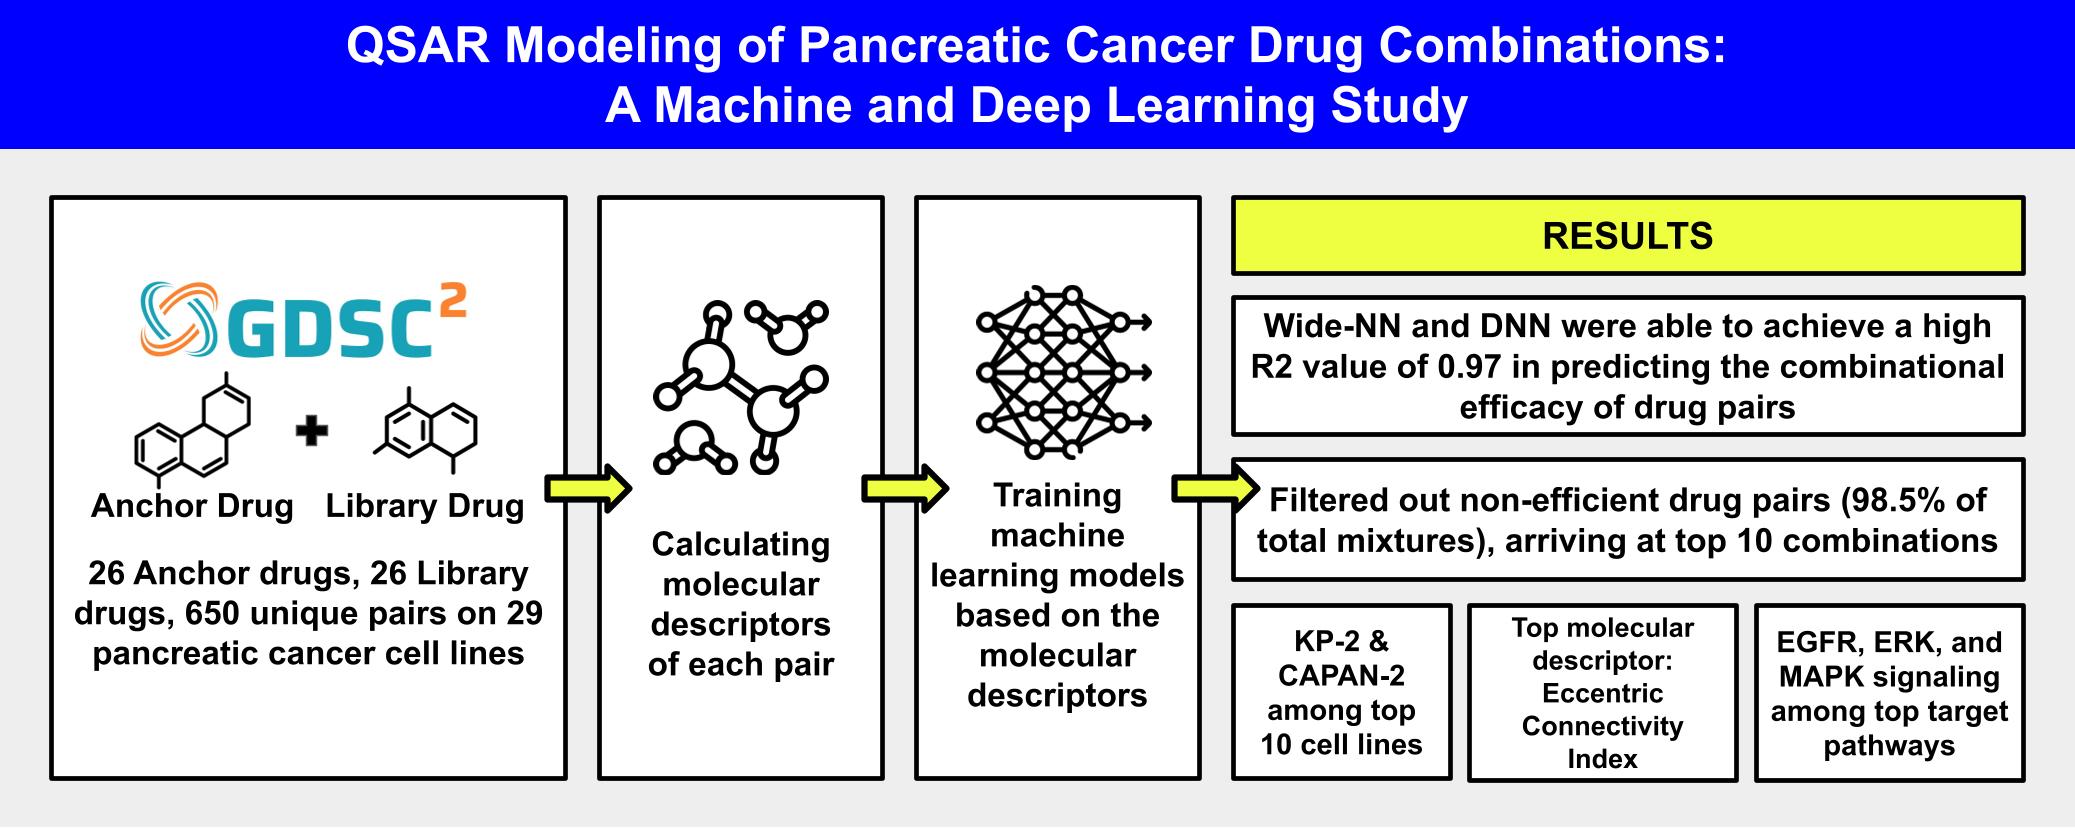 QSAR Modeling of Pancreatic Cancer Drug Combinations:
A Machine and Deep Learning Study
GDSC²
Anchor Drug
Library Drug
26 Anchor drugs, 26 Library
drugs, 650 unique pairs on 29
pancreatic cancer cell lines
Calculating
molecular
descriptors
of each pair
Training
machine
learning models
based on the
molecular
descriptors
RESULTS
Wide-NN and DNN were able to achieve a high
R2 value of 0.97 in predicting the combinational
efficacy of drug pairs
Filtered out non-efficient drug pairs (98.5% of
total mixtures), arriving at top 10 combinations
KP-2 &
CAPAN-2
among top
10 cell lines
Top molecular
descriptor:
Eccentric
Connectivity
Index
EGFR, ERK, and
MAPK signaling
among top target
pathways